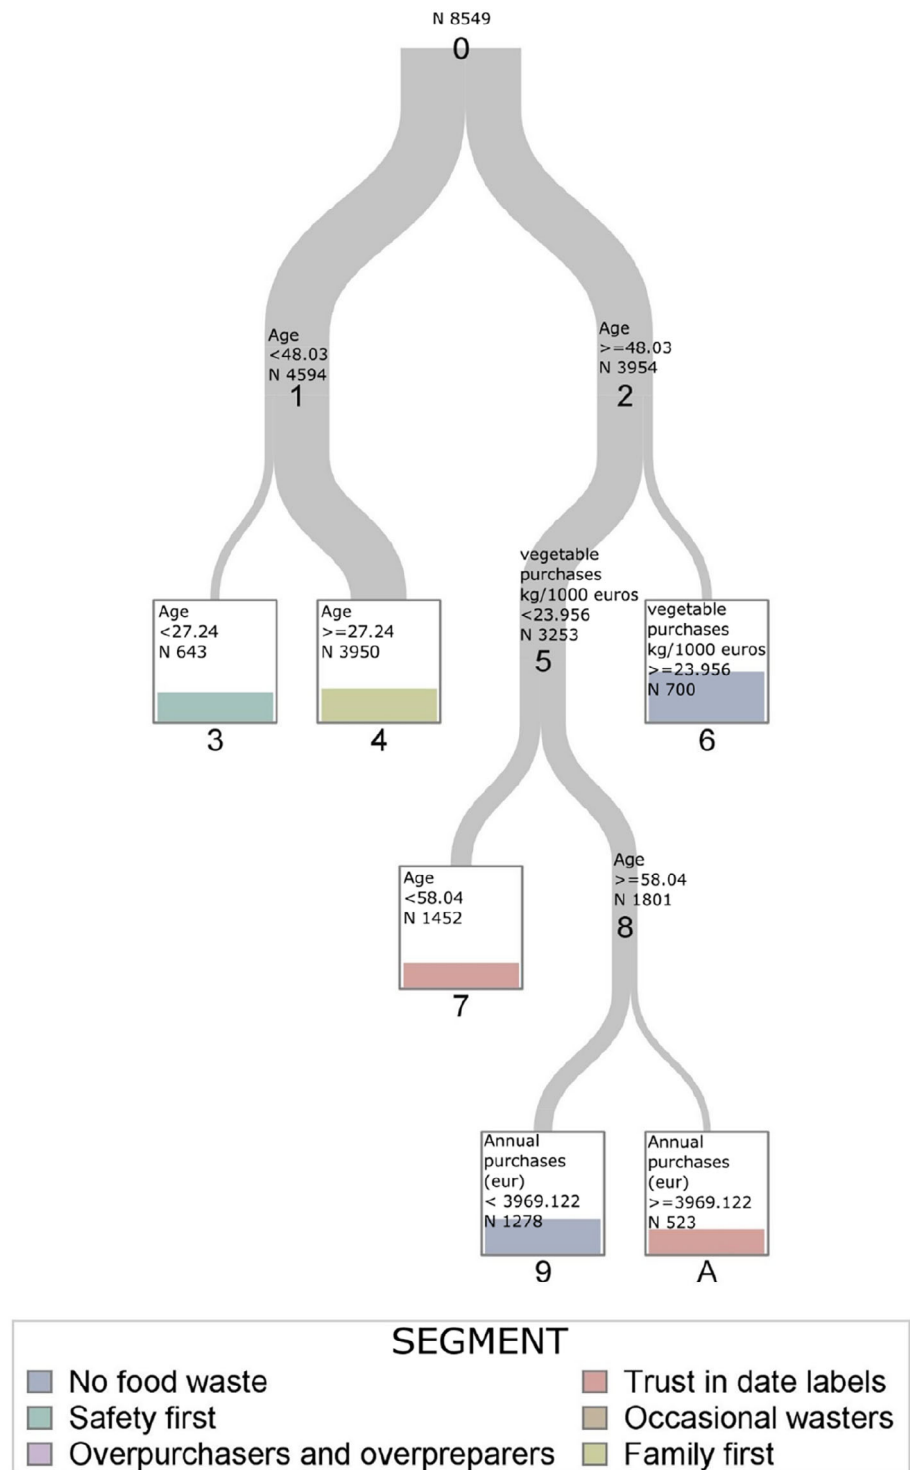 N 8549
0
Age
<48.03
N 4594
1
Age
>=48.03
N 3954
2
Age
<27.24
N 643
3
Age
>=27.24
N 3950
4
vegetable
purchases
kg/1000 euros
<23.956
N 3253
5
vegetable
purchases
kg/1000 euros
>=23.956
N 700
6
Age
<58.04
N 1452
7
Age
>=58.04
N 1801
8
Annual
purchases
(eur)
< 3969.122
N 1278
9
Annual
purchases
(eur)
>=3969.122
N 523
A
SEGMENT
No food waste
Trust in date labels
Safety first
Occasional wasters
Overpurchasers and overpreparers
Family first